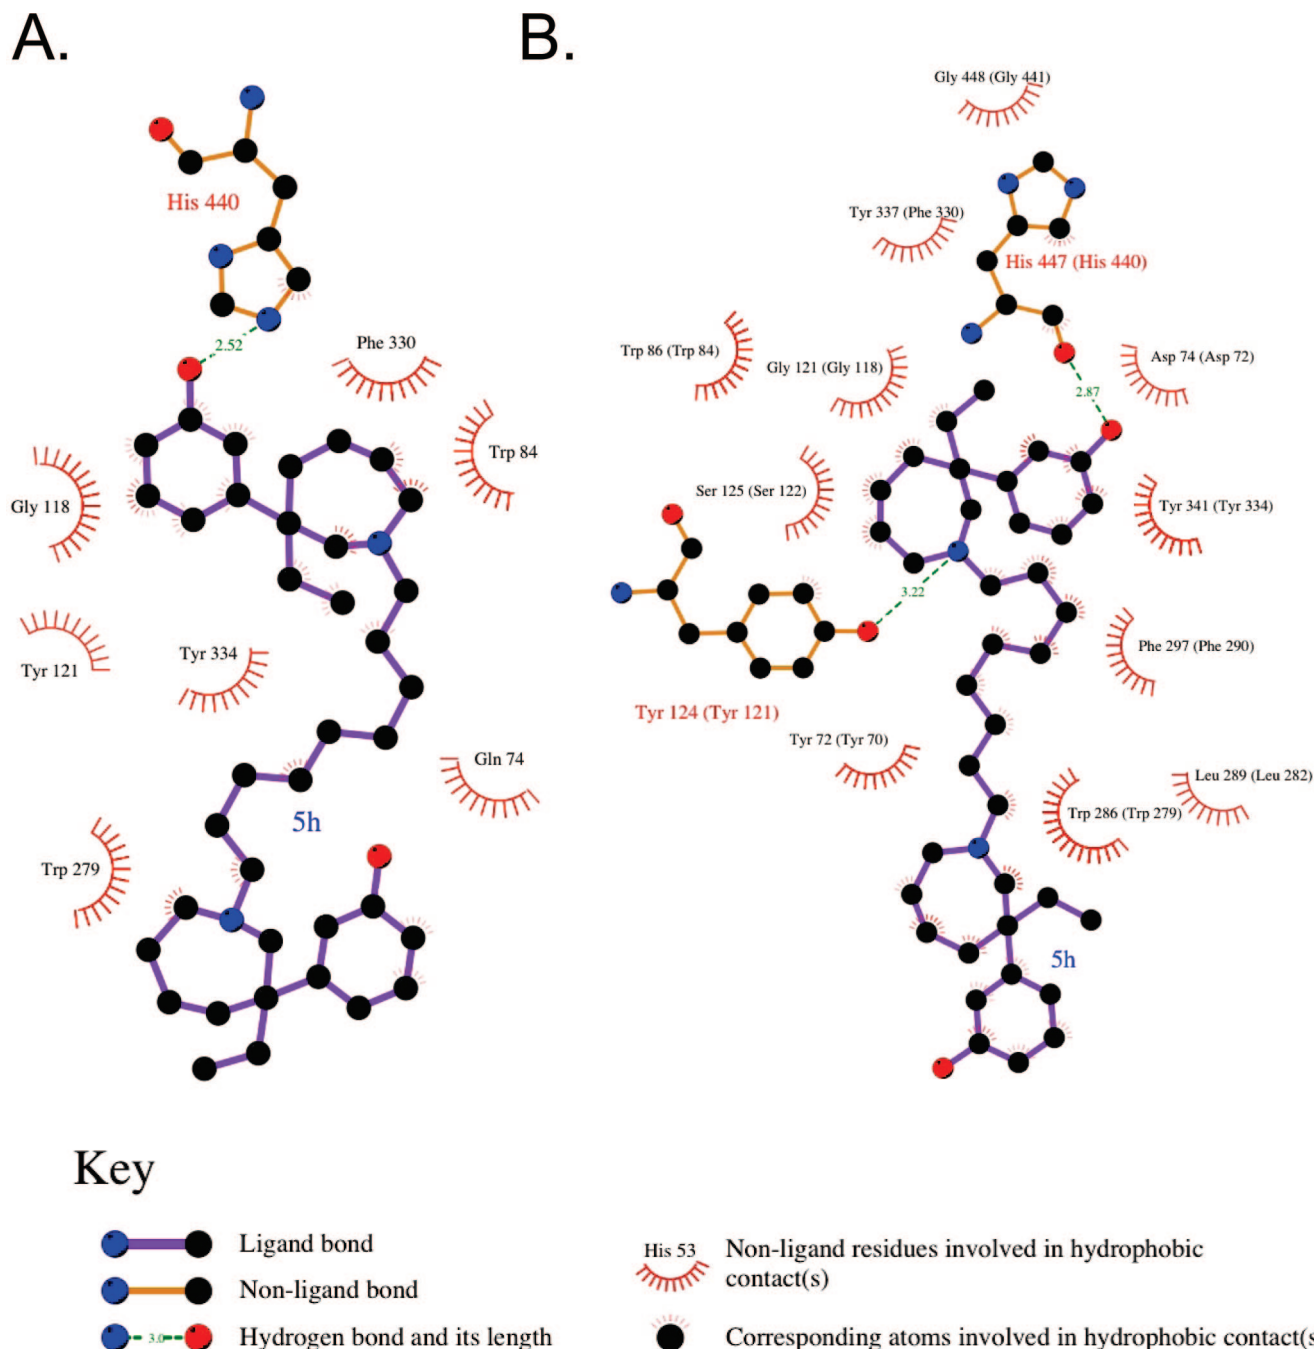 A.
B.
His 440
2.52
Phe 330
Trp 84
Gly 118
Tyr 121
Tyr 334
Gln 74
5h
Trp 279
Gly 448 (Gly 441)
Tyr 337 (Phe 330)
His 447 (His 440)
Trp 86 (Trp 84)
Gly 121 (Gly 118)
Asp 74 (Asp 72)
2.87
Ser 125 (Ser 122)
Tyr 341 (Tyr 334)
3.22
Phe 297 (Phe 290)
Tyr 124 (Tyr 121)
Tyr 72 (Tyr 70)
Leu 289 (Leu 282)
Trp 286 (Trp 279)
5h
Key
Ligand bond
Non-ligand bond
3.0
Hydrogen bond and its length
His 53
Non-ligand residues involved in hydrophobic
contact(s)
Corresponding atoms involved in hydrophobic contact(s